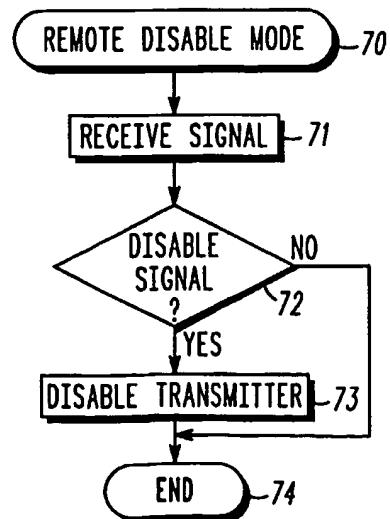 REMOTE DISABLE MODE 70
RECEIVE SIGNAL 71
DISABLE
SIGNAL
?
NO
72
YES
DISABLE TRANSMITTER 73
END 74